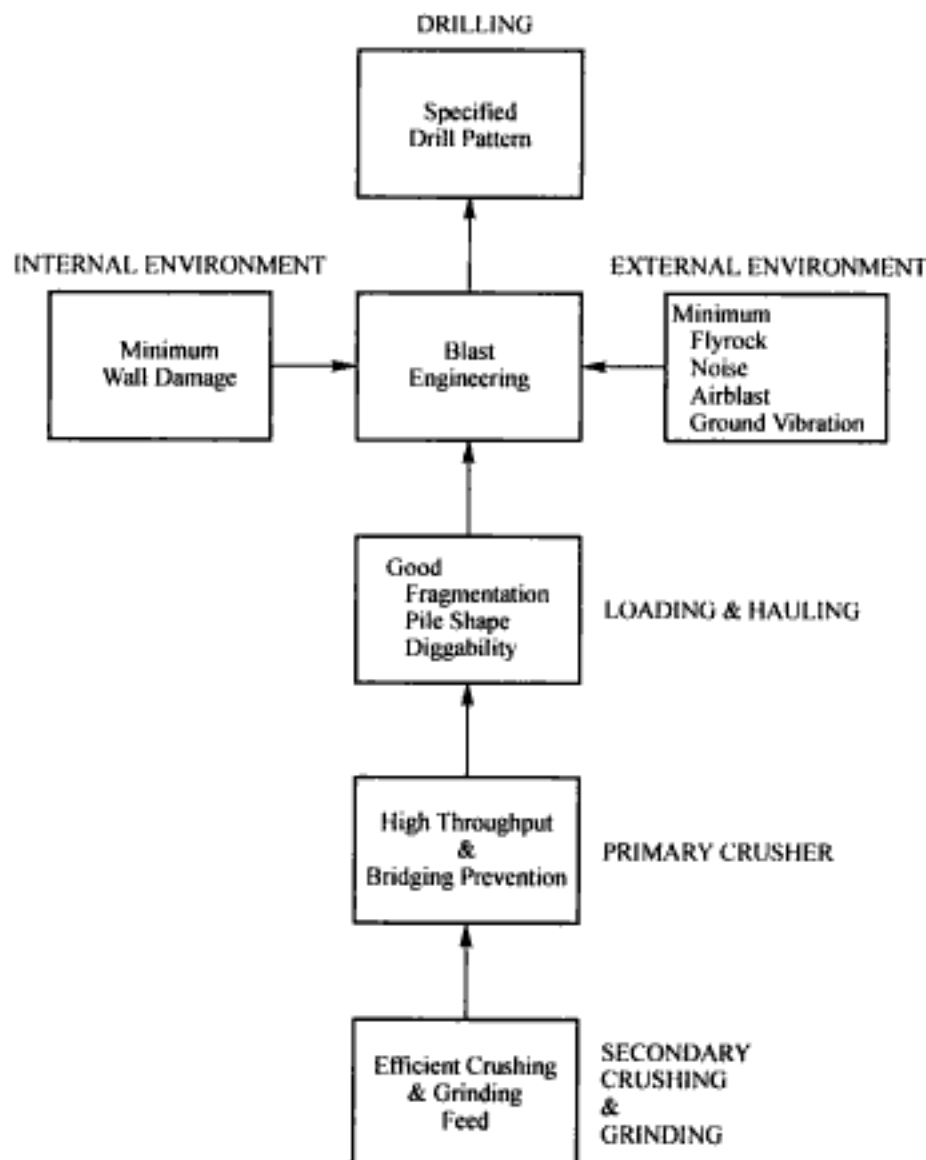 DRILLING
Specified
Drill Pattern
INTERNAL ENVIRONMENT
EXTERNAL ENVIRONMENT
Minimum
Wall Damage
Blast
Engineering
Minimum
Flyrock
Noise
Airblast
Ground Vibration
Good
Fragmentation
Pile Shape
Diggability
LOADING & HAULING
High Throughput
&
Bridging Prevention
PRIMARY CRUSHER
Efficient Crushing
& Grinding
Feed
SECONDARY
CRUSHING
&
GRINDING